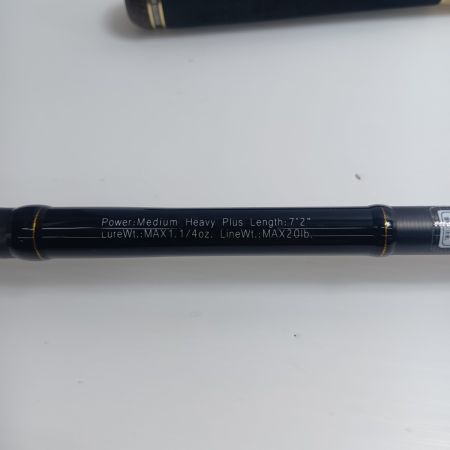 Power:Medium Heavy Plus Length:7'2"
LureWt.:MAX1.1/4oz. LineWt.:MAX20lb.